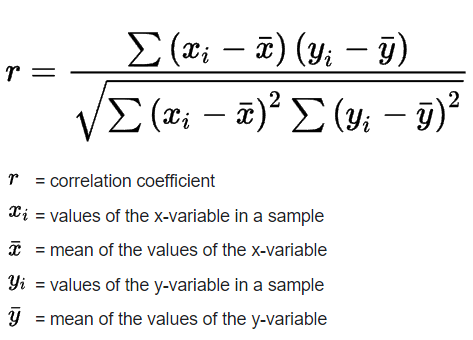 r = ∑ (xᵢ − x̄) (yᵢ − ȳ) / √∑ (xᵢ − x̄)² ∑ (yᵢ − ȳ)²
r = correlation coefficient
xᵢ = values of the x-variable in a sample
x̄ = mean of the values of the x-variable
yᵢ = values of the y-variable in a sample
ȳ = mean of the values of the y-variable